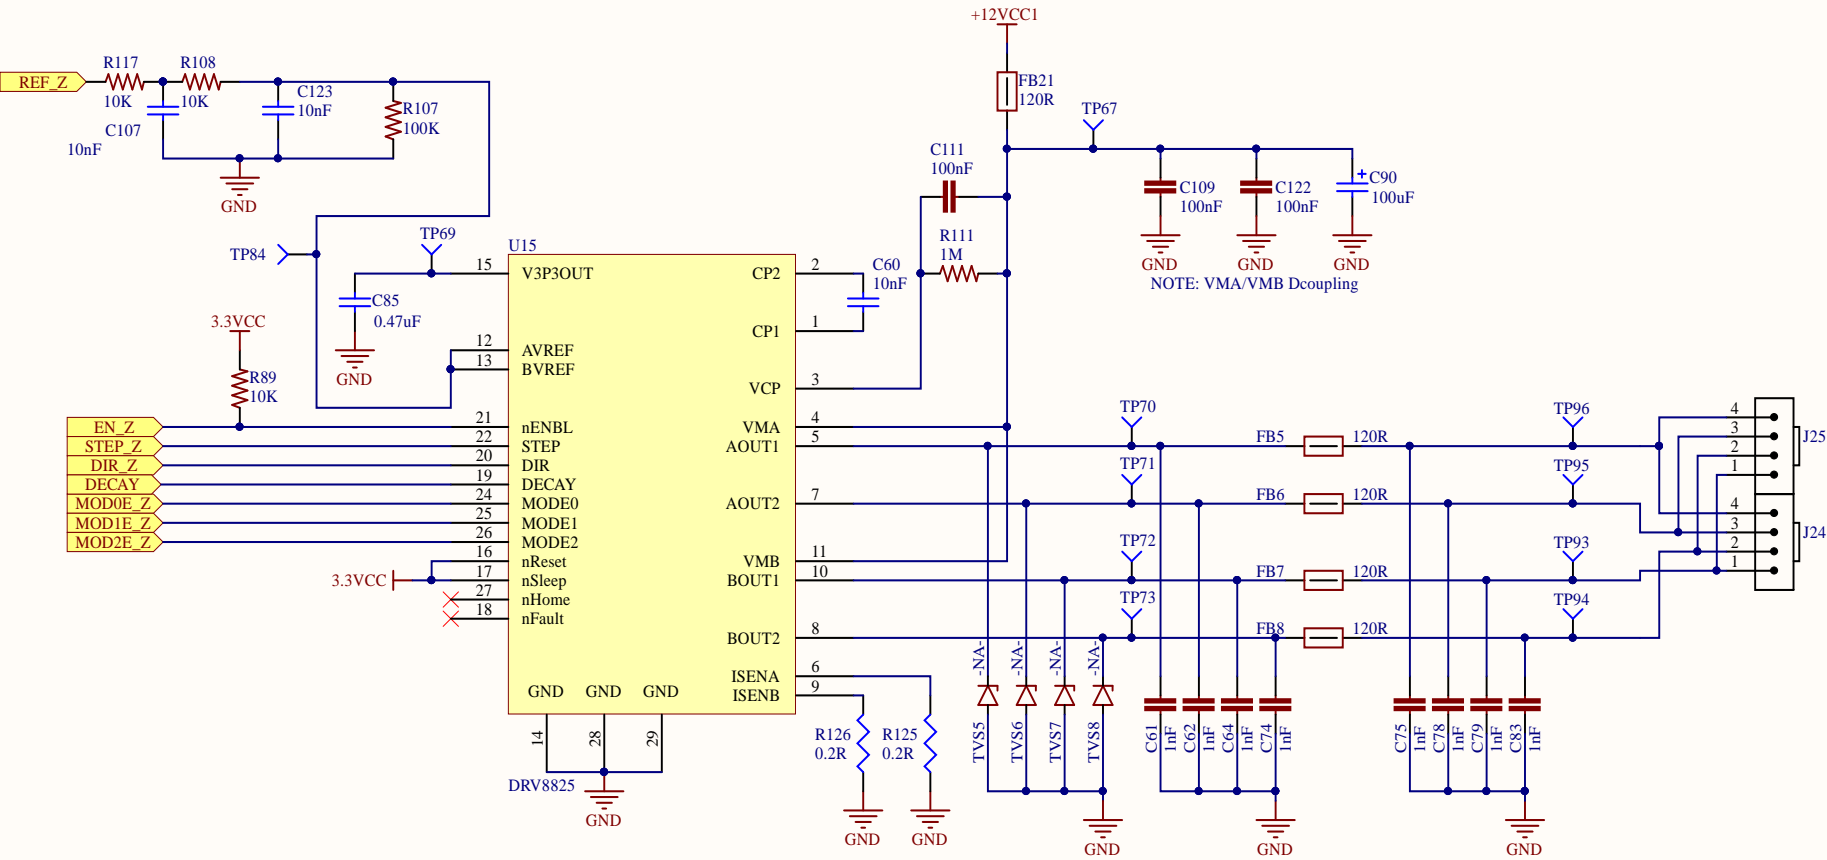 +12VCC1
REF_Z
R117
10K
R108
10K
C107
10nF
C123
10nF
R107
100K
GND
TP84
FB21
120R
TP67
C111
100nF
R111
1M
C109
100nF
C122
100nF
+
C90
100uF
GND
GND
GND
NOTE: VMA/VMB Dcoupling
TP69
C85
0.47uF
GND
3.3VCC
R89
10K
EN_Z
STEP_Z
DIR_Z
DECAY
MOD0E_Z
MOD1E_Z
MOD2E_Z
3.3VCC
U15
15
V3P3OUT
12
AVREF
13
BVREF
21
nENBL
22
STEP
20
DIR
19
DECAY
24
MODE0
25
MODE1
26
MODE2
16
nReset
17
nSleep
27
nHome
18
nFault
CP2
2
CP1
1
VCP
3
VMA
4
AOUT1
5
AOUT2
7
VMB
11
BOUT1
10
BOUT2
8
ISENA
6
ISENB
9
GND
GND
GND
14
28
29
DRV8825
GND
C60
10nF
R126
0.2R
R125
0.2R
GND
GND
TP70
TP71
TP72
TP73
FB5
120R
FB6
120R
FB7
120R
FB8
120R
TP96
TP95
TP93
TP94
4
3
2
1
J25
4
3
2
1
J24
-NA-
-NA-
-NA-
-NA-
TVS5
TVS6
TVS7
TVS8
GND
C61
1nF
C62
1nF
C64
1nF
C74
1nF
GND
C75
1nF
C78
1nF
C79
1nF
C83
1nF
GND